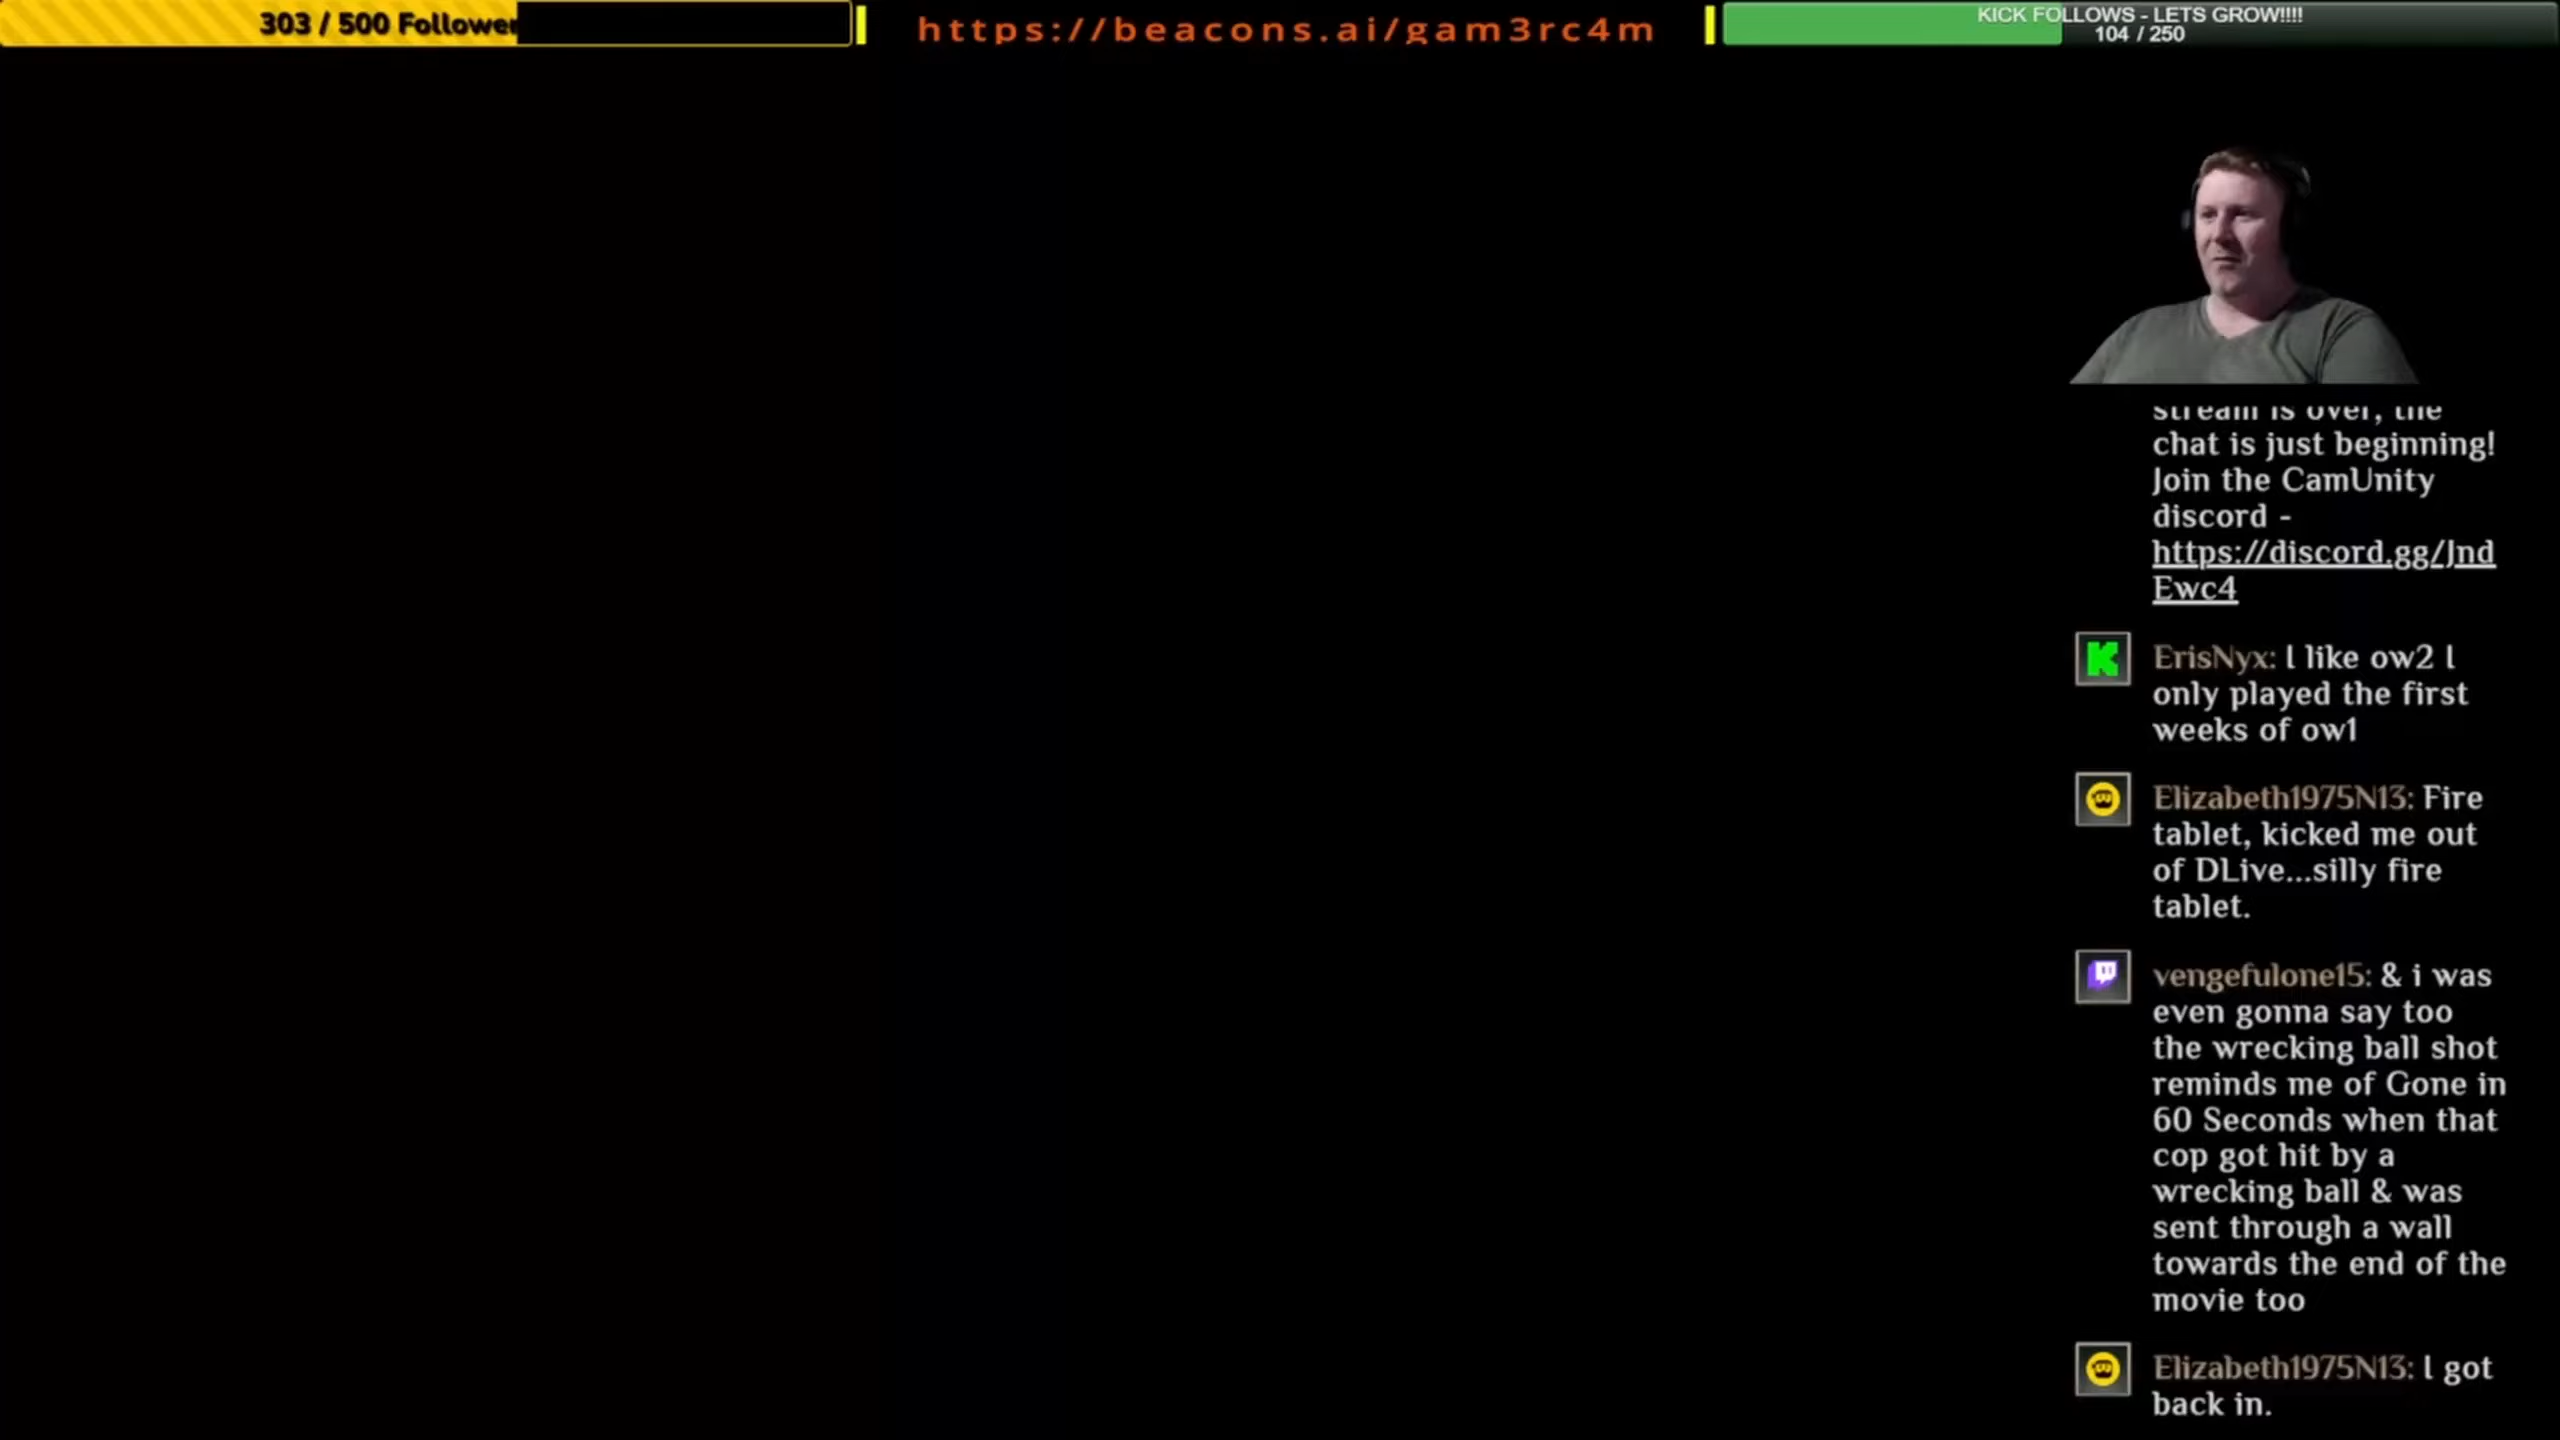 303 / 500 Follower
https://beacons.ai/gam3rc4m
KICK FOLLOWS - LETS GROW!!!!
104 / 250
stream is over, the
chat is just beginning!
Join the CamUnity
discord -
https://discord.gg/Jnd
Ewc4
ErisNyx: I like ow2 I
only played the first
weeks of ow1
Elizabeth1975N13: Fire
tablet, kicked me out
of DLive...silly fire
tablet.
vengefulone15: & i was
even gonna say too
the wrecking ball shot
reminds me of Gone in
60 Seconds when that
cop got hit by a
wrecking ball & was
sent through a wall
towards the end of the
movie too
Elizabeth1975N13: I got
back in.